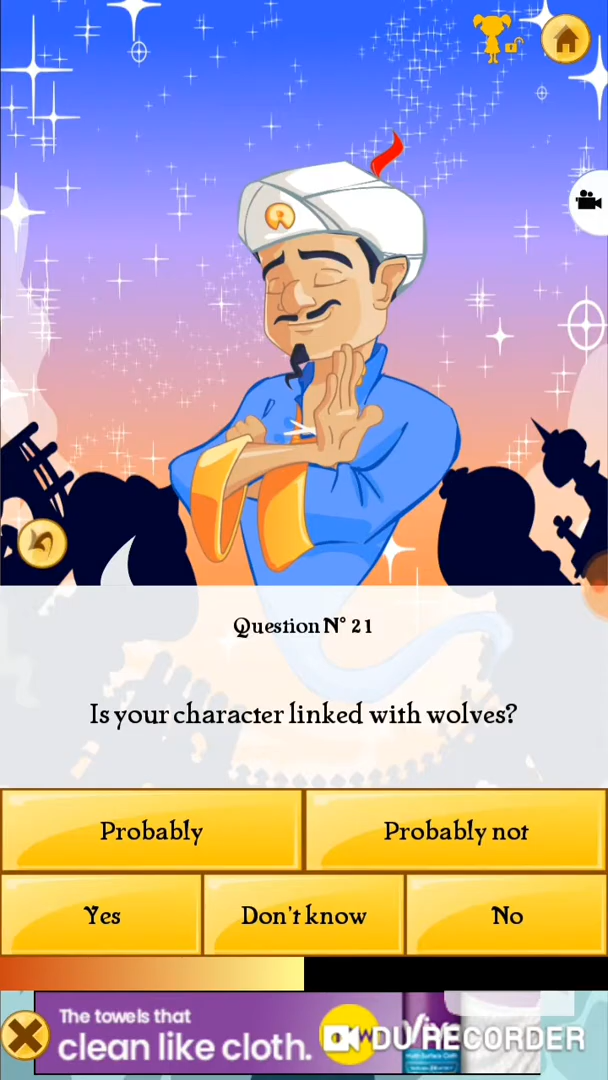 Question N° 21
Is your character linked with wolves?
Probably
Probably not
Yes
Don't know
No
The towels that
clean like cloth.
DU RECORDER